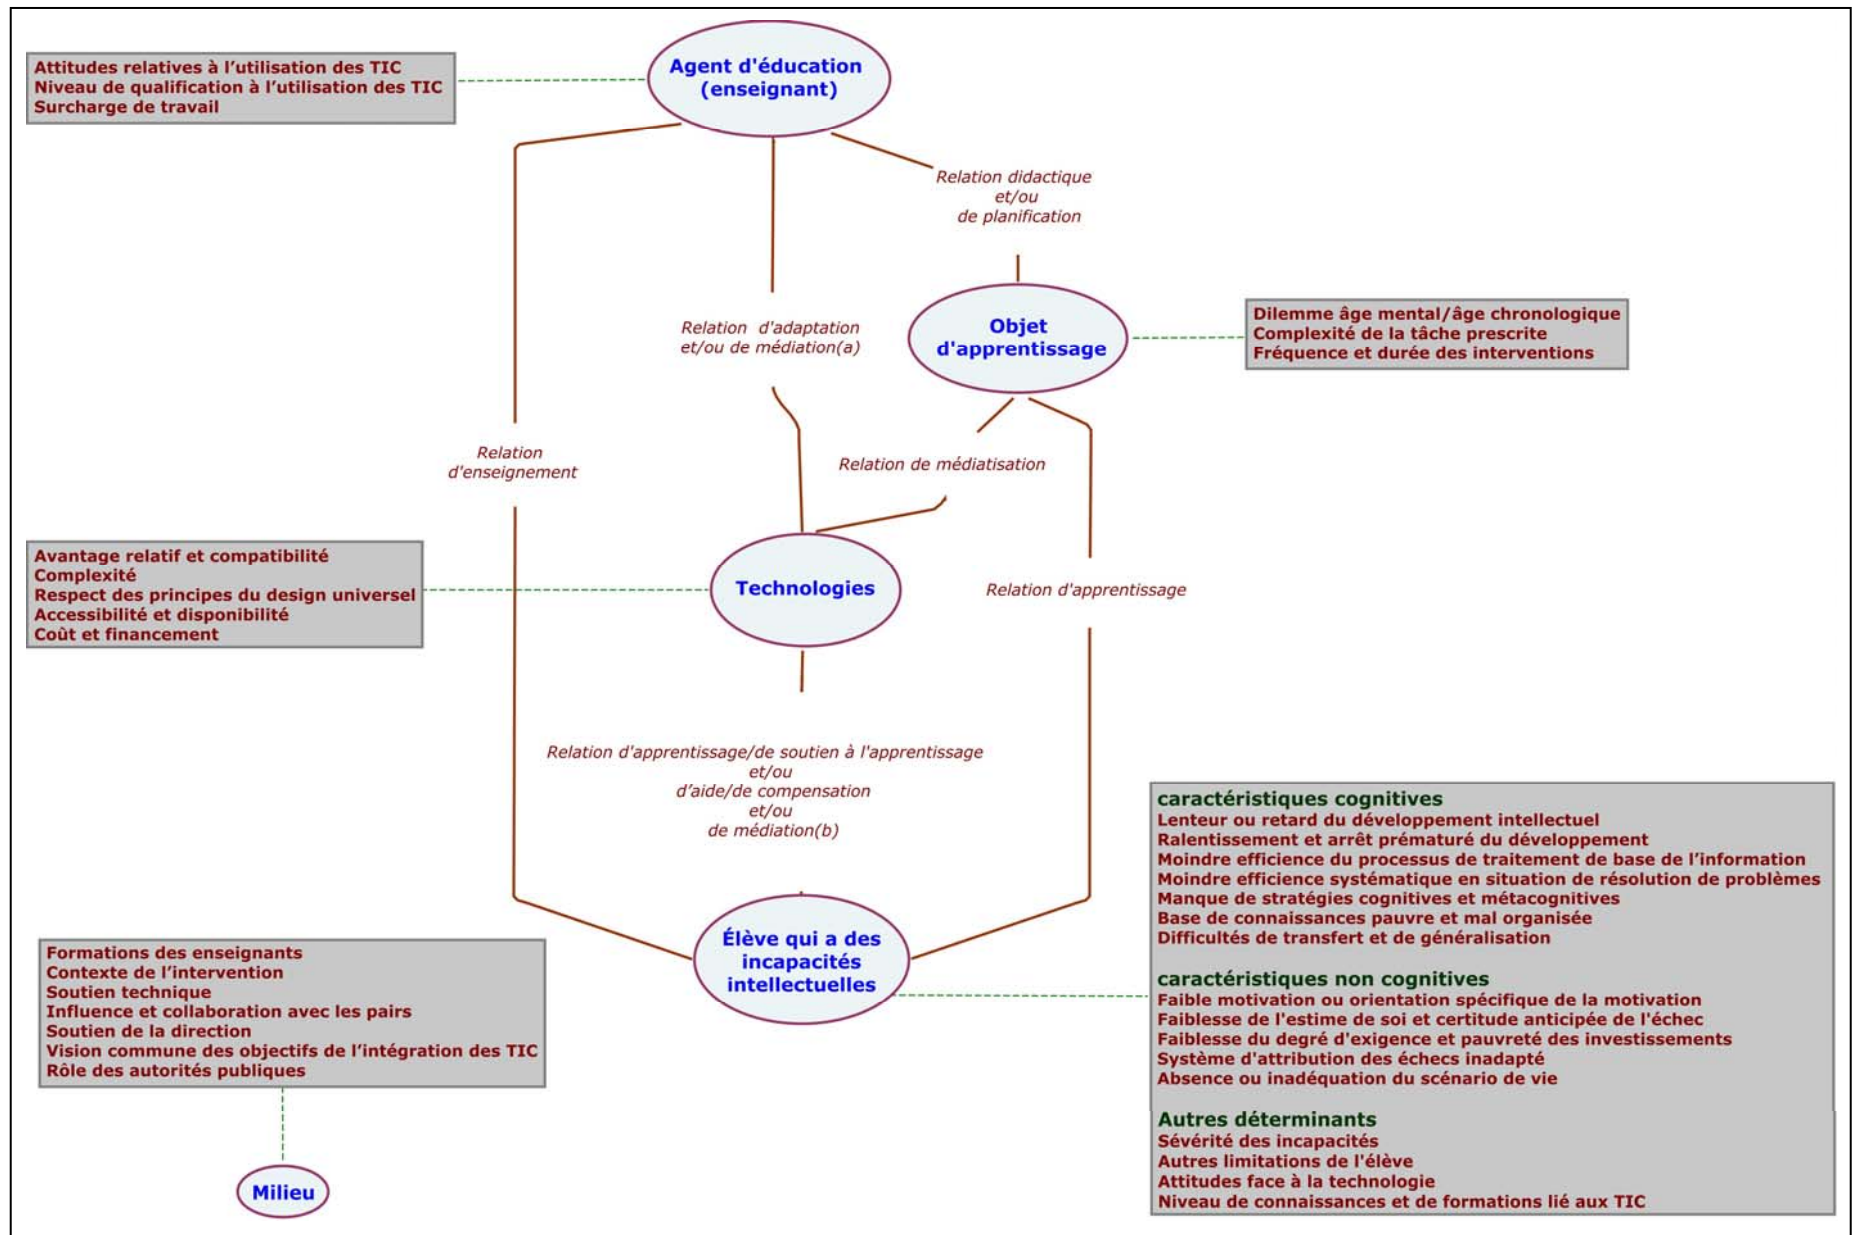 Attitudes relatives à l’utilisation des TIC
Niveau de qualification à l’utilisation des TIC
Surcharge de travail
Agent d'éducation
(enseignant)
Relation didactique
et/ou
de planification
Relation d'adaptation
et/ou de médiation(a)
Objet
d'apprentissage
Dilemme âge mental/âge chronologique
Complexité de la tâche prescrite
Fréquence et durée des interventions
Relation
d'enseignement
Relation de médiatisation
Avantage relatif et compatibilité
Complexité
Respect des principes du design universel
Accessibilité et disponibilité
Coût et financement
Technologies
Relation d'apprentissage
Relation d'apprentissage/de soutien à l'apprentissage
et/ou
d’aide/de compensation
et/ou
de médiation(b)
Élève qui a des
incapacités
intellectuelles
caractéristiques cognitives
Lenteur ou retard du développement intellectuel
Ralentissement et arrêt prématuré du développement
Moindre efficience du processus de traitement de base de l’information
Moindre efficience systématique en situation de résolution de problèmes
Manque de stratégies cognitives et métacognitives
Base de connaissances pauvre et mal organisée
Difficultés de transfert et de généralisation
caractéristiques non cognitives
Faible motivation ou orientation spécifique de la motivation
Faiblesse de l'estime de soi et certitude anticipée de l'échec
Faiblesse du degré d'exigence et pauvreté des investissements
Système d'attribution des échecs inadapté
Absence ou inadéquation du scénario de vie
Autres déterminants
Sévérité des incapacités
Autres limitations de l'élève
Attitudes face à la technologie
Niveau de connaissances et de formations lié aux TIC
Formations des enseignants
Contexte de l’intervention
Soutien technique
Influence et collaboration avec les pairs
Soutien de la direction
Vision commune des objectifs de l’intégration des TIC
Rôle des autorités publiques
Milieu